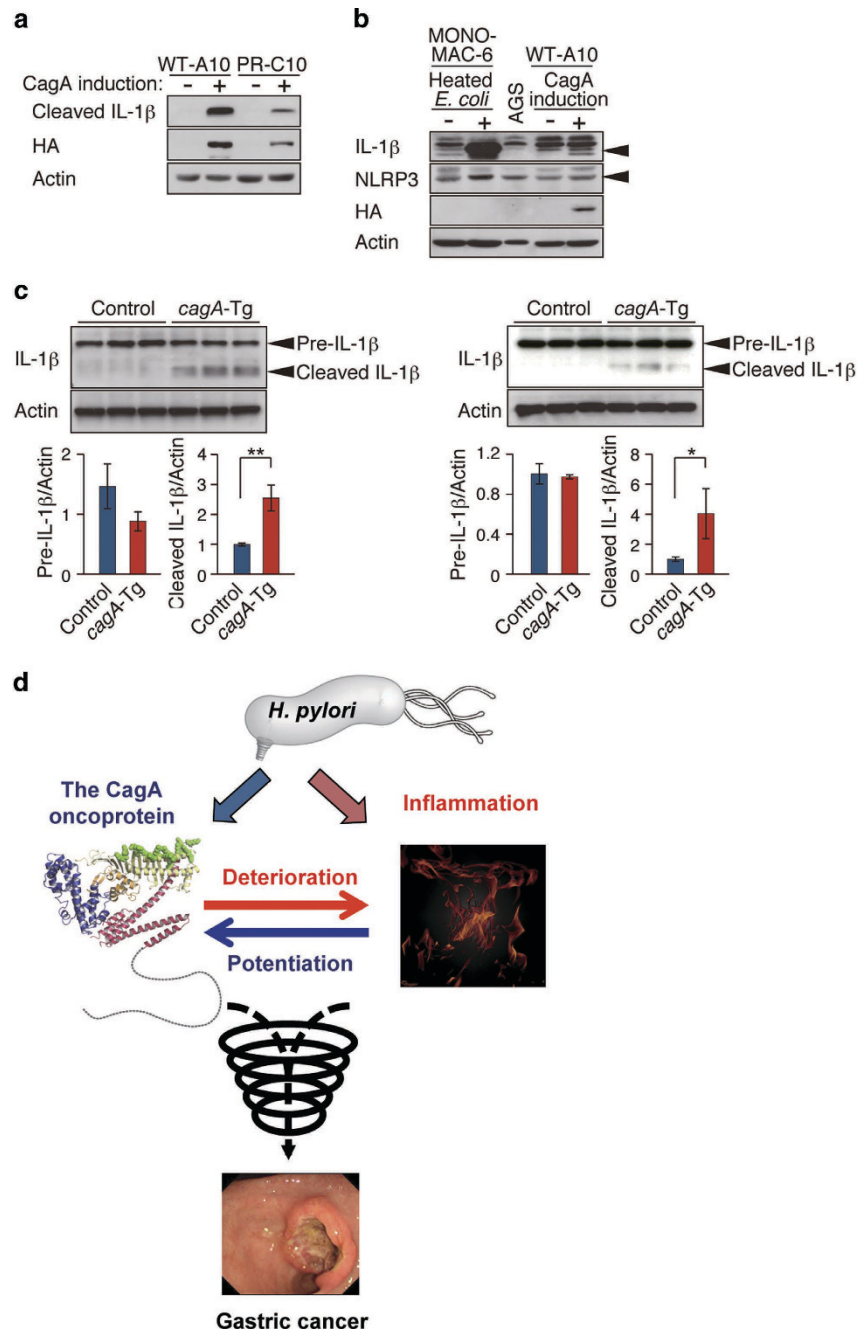 a
WT-A10 PR-C10
CagA induction: - + - +
Cleaved IL-1β
HA
Actin
b
MONO-
MAC-6
Heated
E. coli
AGS
WT-A10
CagA
induction
- + - +
IL-1β
NLRP3
HA
Actin
c
Control cagA-Tg
IL-1β
Pre-IL-1β
Cleaved IL-1β
Actin
Pre-IL-1β/Actin
2
1
0
Control
cagA-Tg
Cleaved IL-1β/Actin
4
3
2
1
0
**
Control
cagA-Tg
Control cagA-Tg
IL-1β
Pre-IL-1β
Cleaved IL-1β
Actin
Pre-IL-1β/Actin
1.2
0.8
0.4
0
Control
cagA-Tg
Cleaved IL-1β/Actin
8
6
4
2
0
*
Control
cagA-Tg
d
H. pylori
The CagA
oncoprotein
Inflammation
Deterioration
Potentiation
Gastric cancer